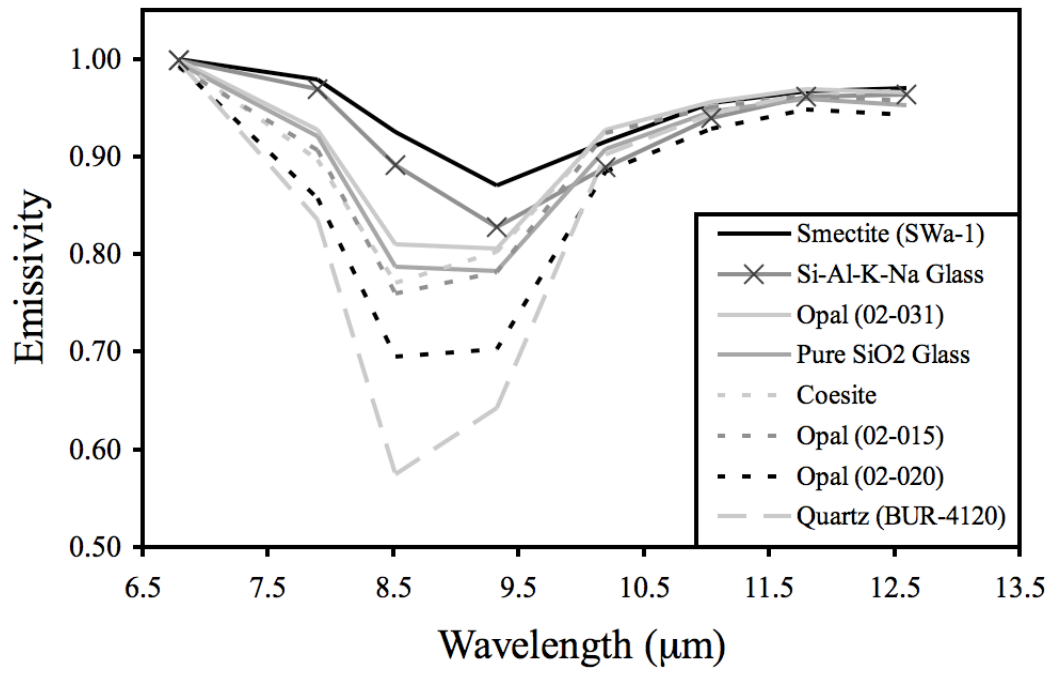 Emissivity
1.00
0.90
0.80
0.70
0.60
0.50
Smectite (SWa-1)
Si-Al-K-Na Glass
Opal (02-031)
Pure SiO2 Glass
Coesite
Opal (02-015)
Opal (02-020)
Quartz (BUR-4120)
6.5 7.5 8.5 9.5 10.5 11.5 12.5 13.5
Wavelength (μm)